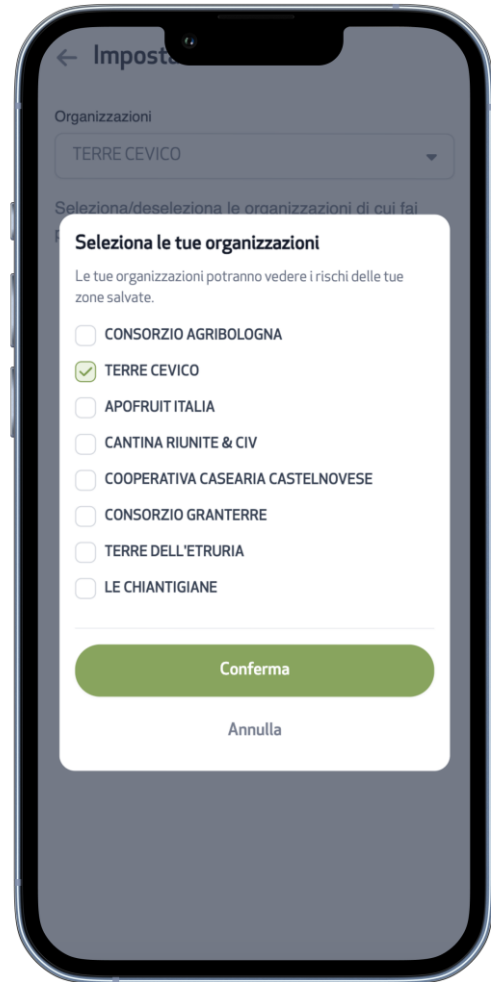 ← Imposta
Organizzazioni
TERRE CEVICO
Seleziona/deseleziona le organizzazioni di cui fai
Seleziona le tue organizzazioni
Le tue organizzazioni potranno vedere i rischi delle tue
zone salvate.
CONSORZIO AGRIBOLOGNA
TERRE CEVICO
APOFRUIT ITALIA
CANTINA RIUNITE & CIV
COOPERATIVA CASEARIA CASTELNOVESE
CONSORZIO GRANTERRE
TERRE DELL'ETRURIA
LE CHIANTIGIANE
Conferma
Annulla